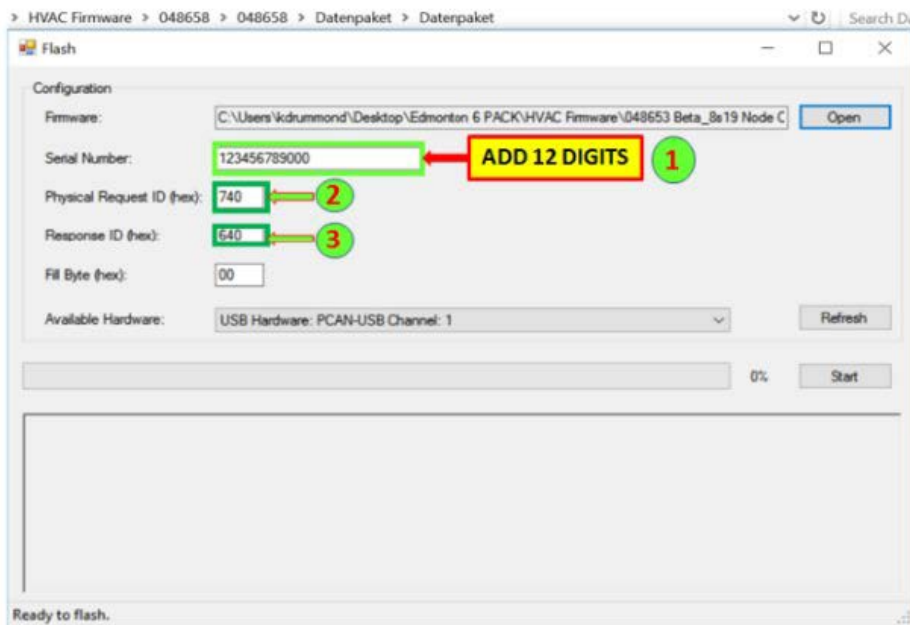 > HVAC Firmware > 048658 > 048658 > Datenpaket > Datenpaket Search Da
Flash
Configuration
Firmware: C:\Users\kdrummond\Desktop\Edmonton 6 PACK\HVAC Firmware\048653 Beta_8s19 Node C Open
Serial Number: 123456789000 ADD 12 DIGITS 1
Physical Request ID (hex): 740 2
Response ID (hex): 640 3
Fill Byte (hex): 00
Available Hardware: USB Hardware: PCAN-USB Channel: 1 Refresh
0% Start
Ready to flash.